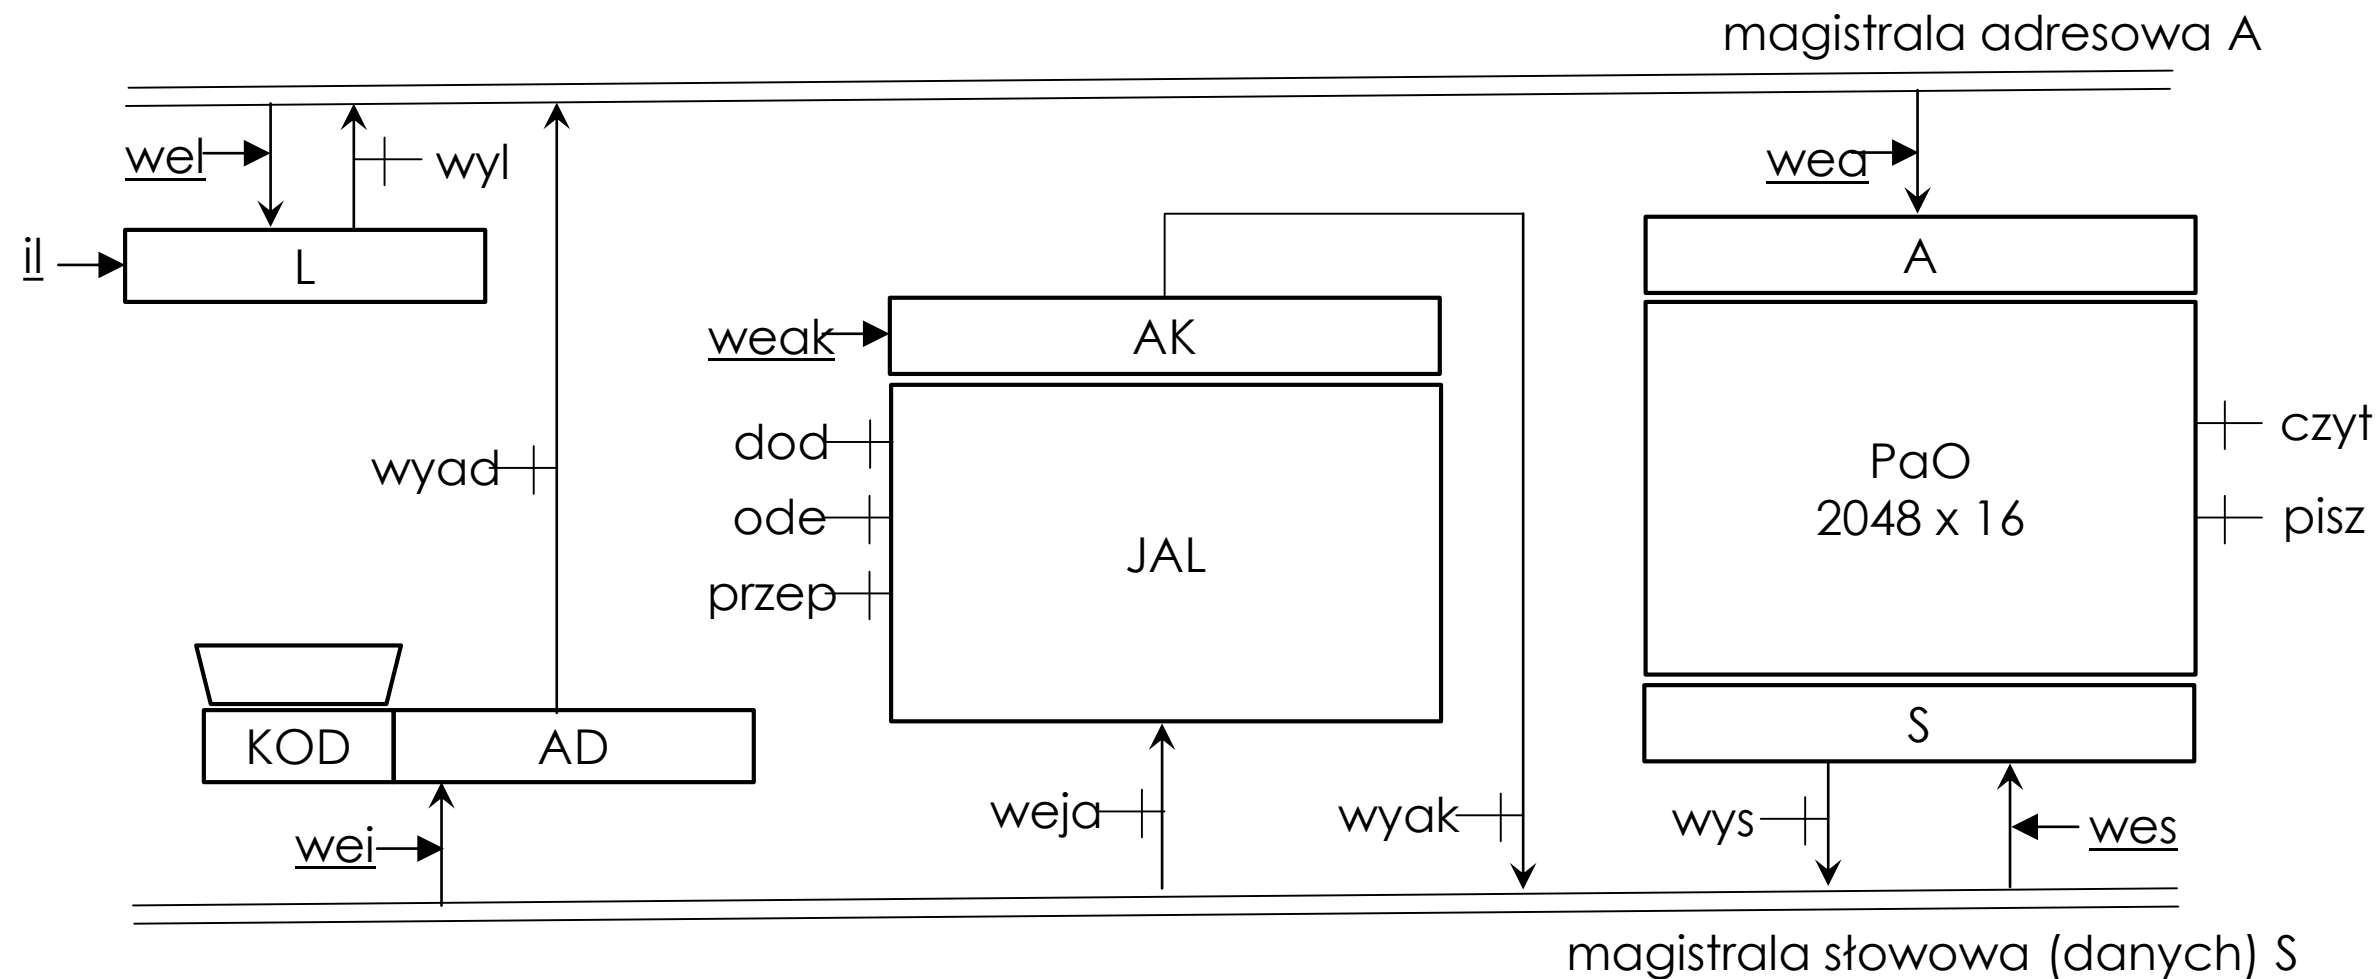 magistrala adresowa A
wel
wyl
wea
il
L
A
weak
AK
dod
czyt
wyad
PaO
2048 x 16
ode
pisz
JAL
przep
KOD
AD
S
weja
wyak
wys
wes
wei
magistrala słowowa (danych) S